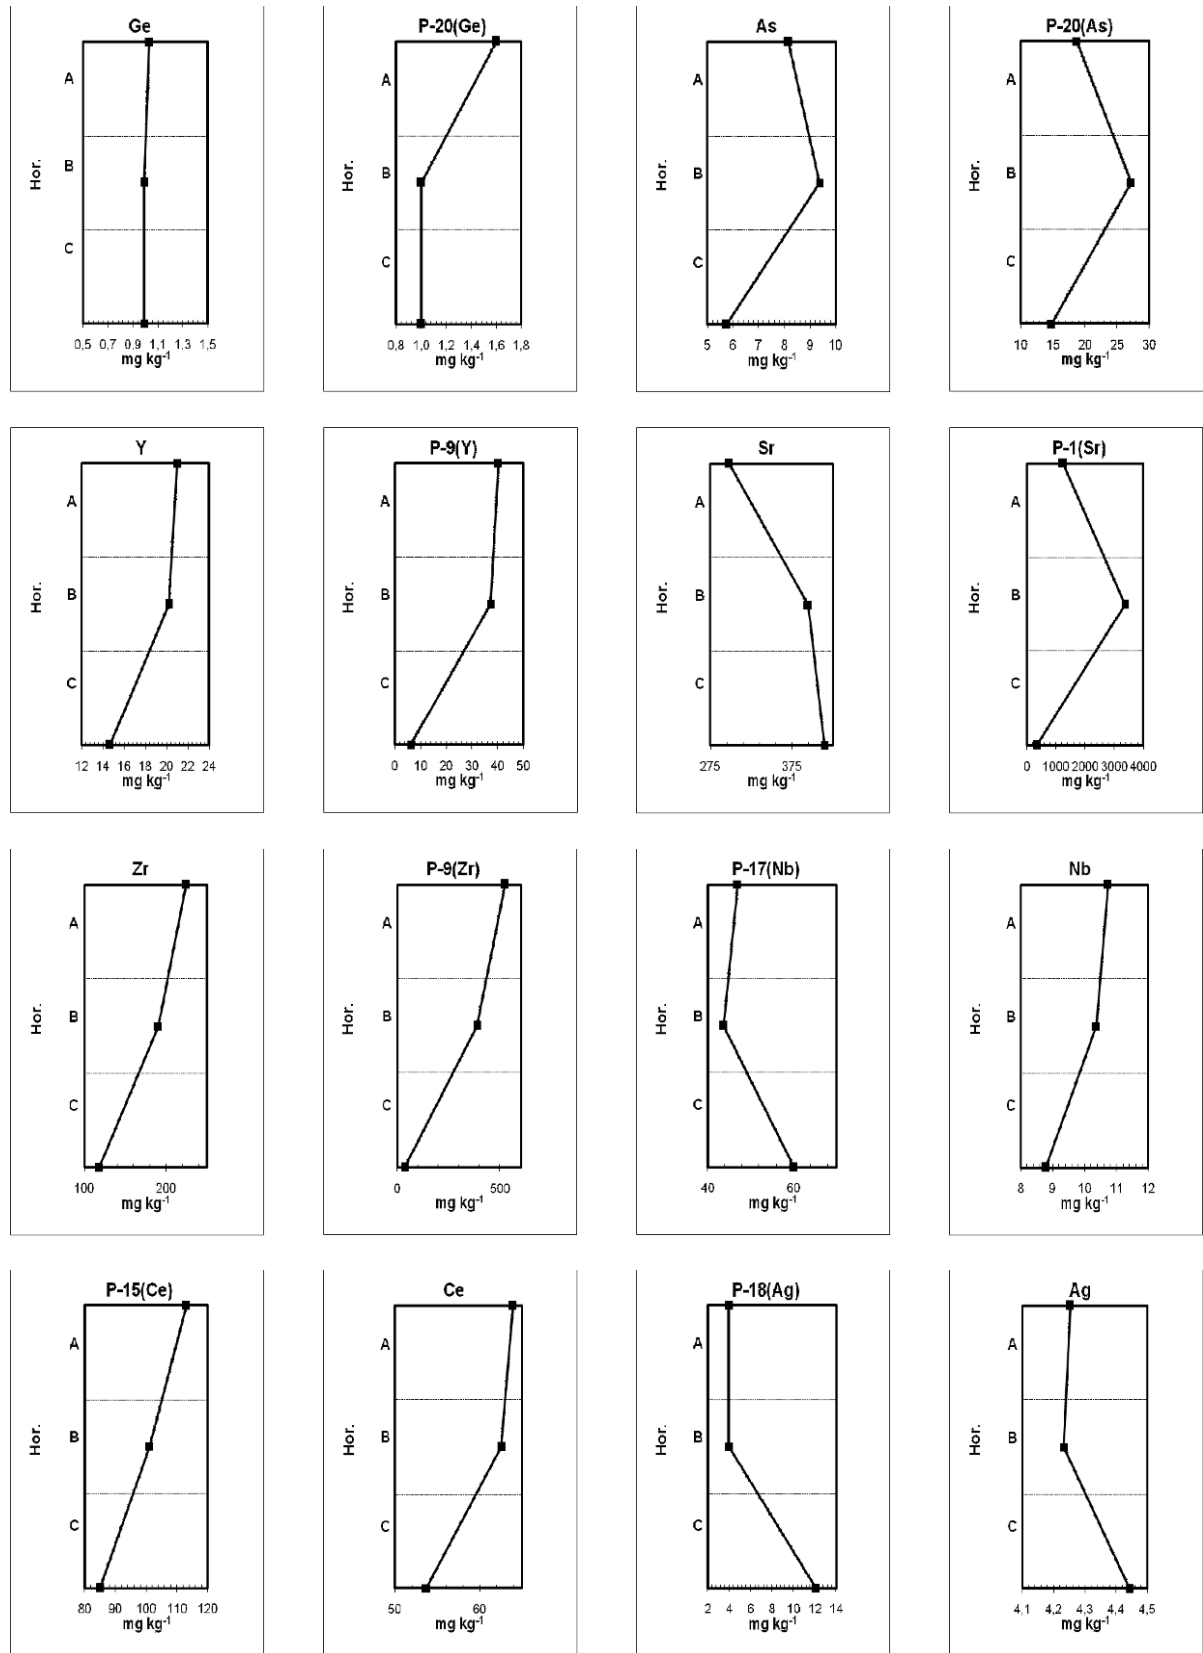 Ge
A
B
C
Hor.
0,5 0,7 0,9 1,1 1,3 1,5
mg kg-1
P-20(Ge)
A
B
C
Hor.
0,8 1,0 1,2 1,4 1,6 1,8
mg kg-1
As
A
B
C
Hor.
5 6 7 8 9 10
mg kg-1
P-20(As)
A
B
C
Hor.
10 15 20 25 30
mg kg-1
Y
A
B
C
Hor.
12 14 16 18 20 22 24
mg kg-1
P-9(Y)
A
B
C
Hor.
0 10 20 30 40 50
mg kg-1
Sr
A
B
C
Hor.
275 375
mg kg-1
P-1(Sr)
A
B
C
Hor.
0 1000 2000 3000 4000
mg kg-1
Zr
A
B
C
Hor.
100 200
mg kg-1
P-9(Zr)
A
B
C
Hor.
0 500
mg kg-1
P-17(Nb)
A
B
C
Hor.
40 60
mg kg-1
Nb
A
B
C
Hor.
8 9 10 11 12
mg kg-1
P-15(Ce)
A
B
C
Hor.
80 90 100 110 120
mg kg-1
Ce
A
B
C
Hor.
50 60
mg kg-1
P-18(Ag)
A
B
C
Hor.
2 4 6 8 10 12 14
mg kg-1
Ag
A
B
C
Hor.
4,1 4,2 4,3 4,4 4,5
mg kg-1